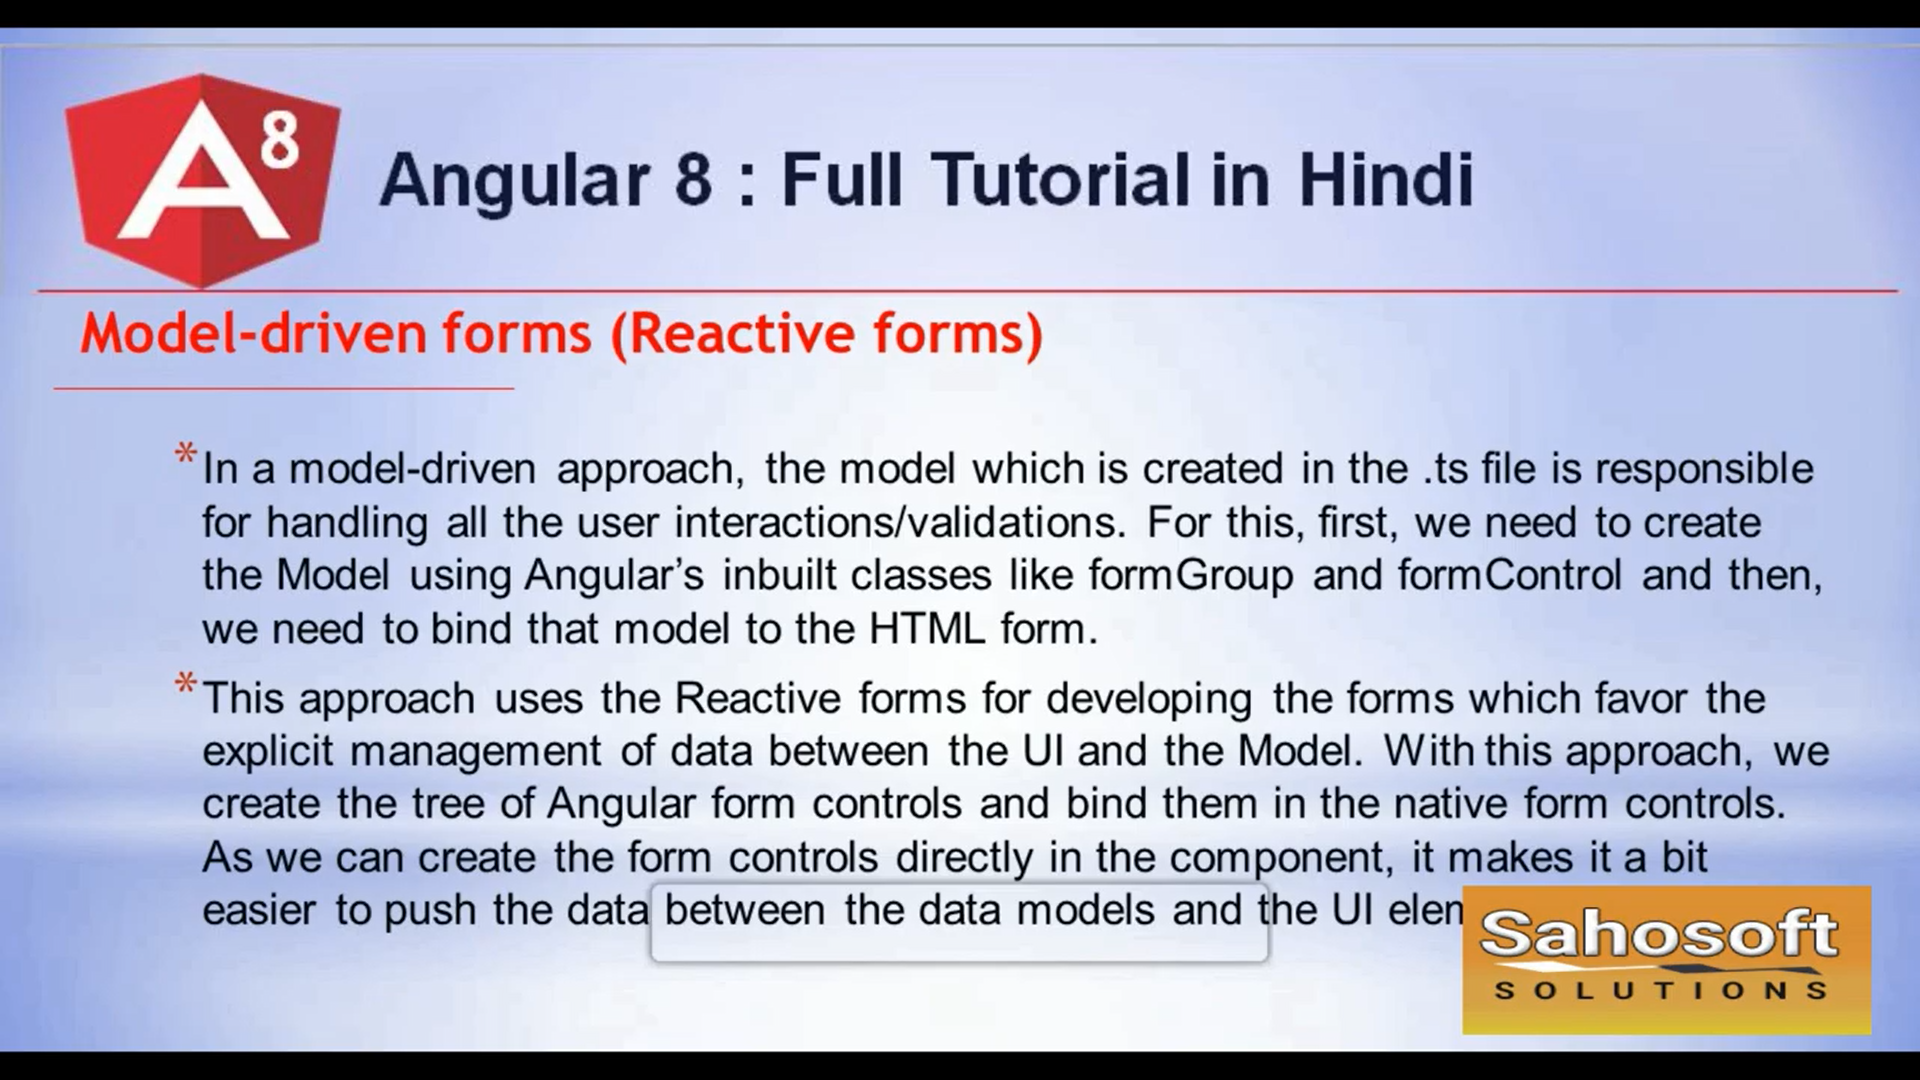 A8
Angular 8 : Full Tutorial in Hindi
Model-driven forms (Reactive forms)
* In a model-driven approach, the model which is created in the .ts file is responsible
for handling all the user interactions/validations. For this, first, we need to create
the Model using Angular’s inbuilt classes like formGroup and formControl and then,
we need to bind that model to the HTML form.
* This approach uses the Reactive forms for developing the forms which favor the
explicit management of data between the UI and the Model. With this approach, we
create the tree of Angular form controls and bind them in the native form controls.
As we can create the form controls directly in the component, it makes it a bit
easier to push the data between the data models and the UI
Sahosoft
SOLUTIONS